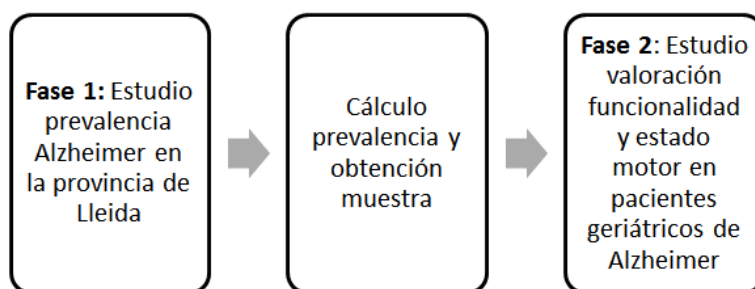 Fase 1: Estudio
prevalencia
Alzheimer en
la provincia de
Lleida
Cálculo
prevalencia y
obtención
muestra
Fase 2: Estudio
valoración
funcionalidad
y estado
motor en
pacientes
geriátricos de
Alzheimer